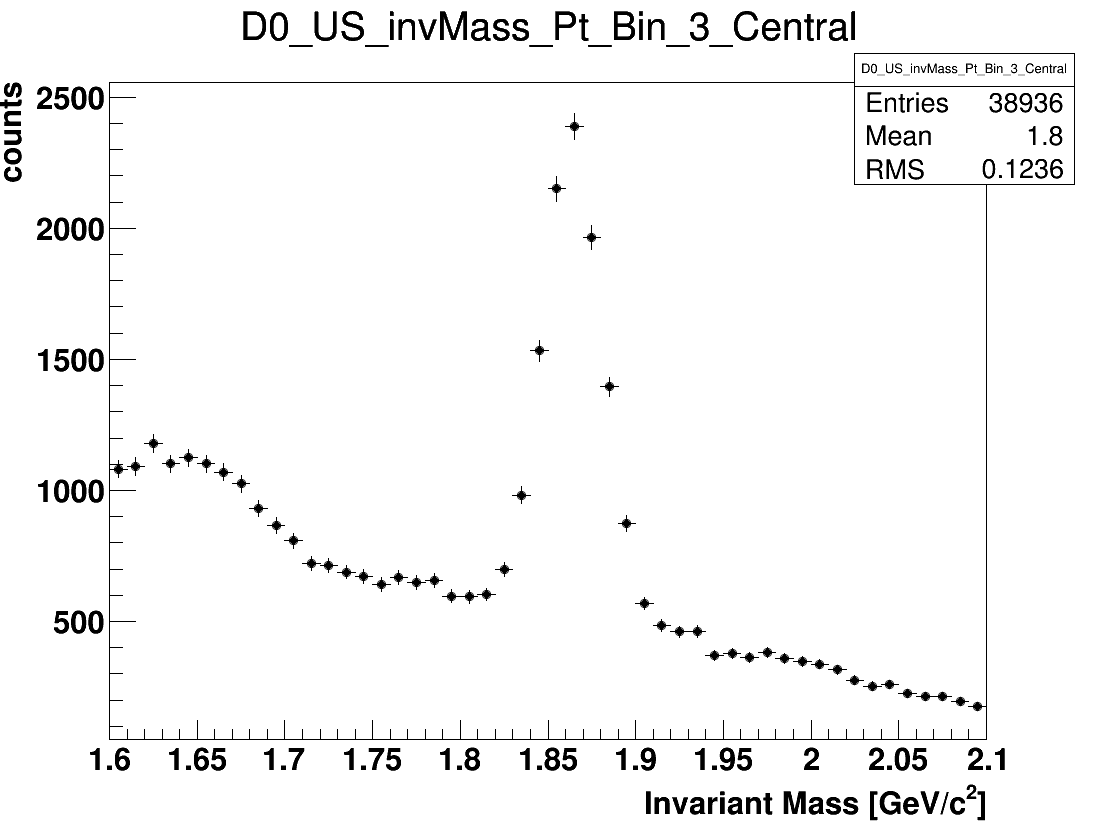 D0_US_invMass_Pt_Bin_3_Central
D0_US_invMass_Pt_Bin_3_Central
Entries 38936
Mean 1.8
RMS 0.1236
counts
2500
2000
1500
1000
500
1.6 1.65 1.7 1.75 1.8 1.85 1.9 1.95 2 2.05 2.1
Invariant Mass [GeV/c²]